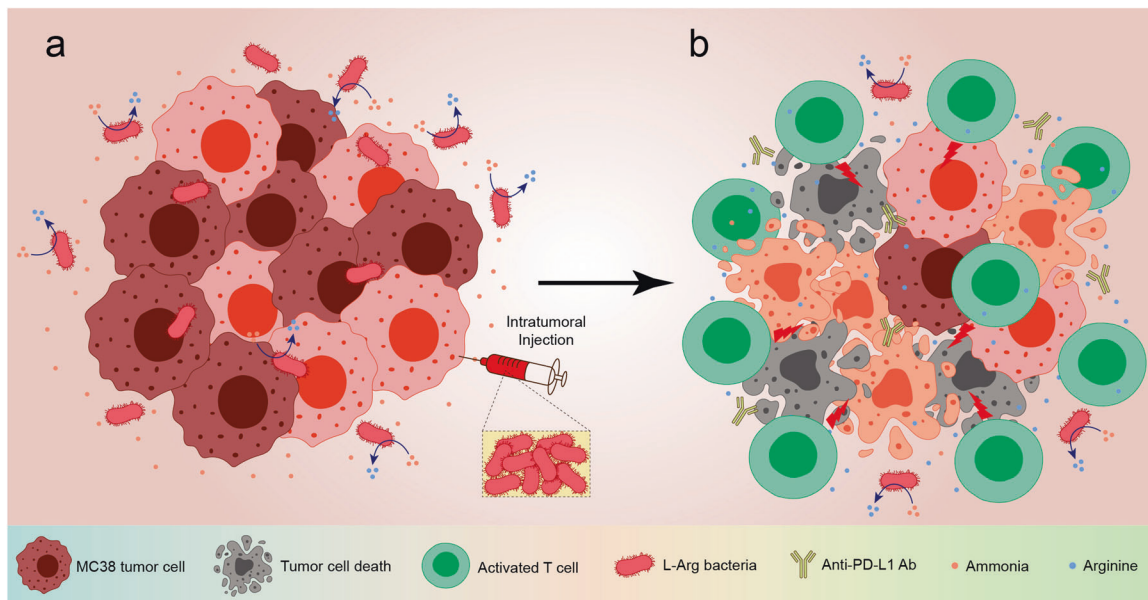 a
b
Intratumoral
Injection
MC38 tumor cell
Tumor cell death
Activated T cell
L-Arg bacteria
Anti-PD-L1 Ab
Ammonia
Arginine